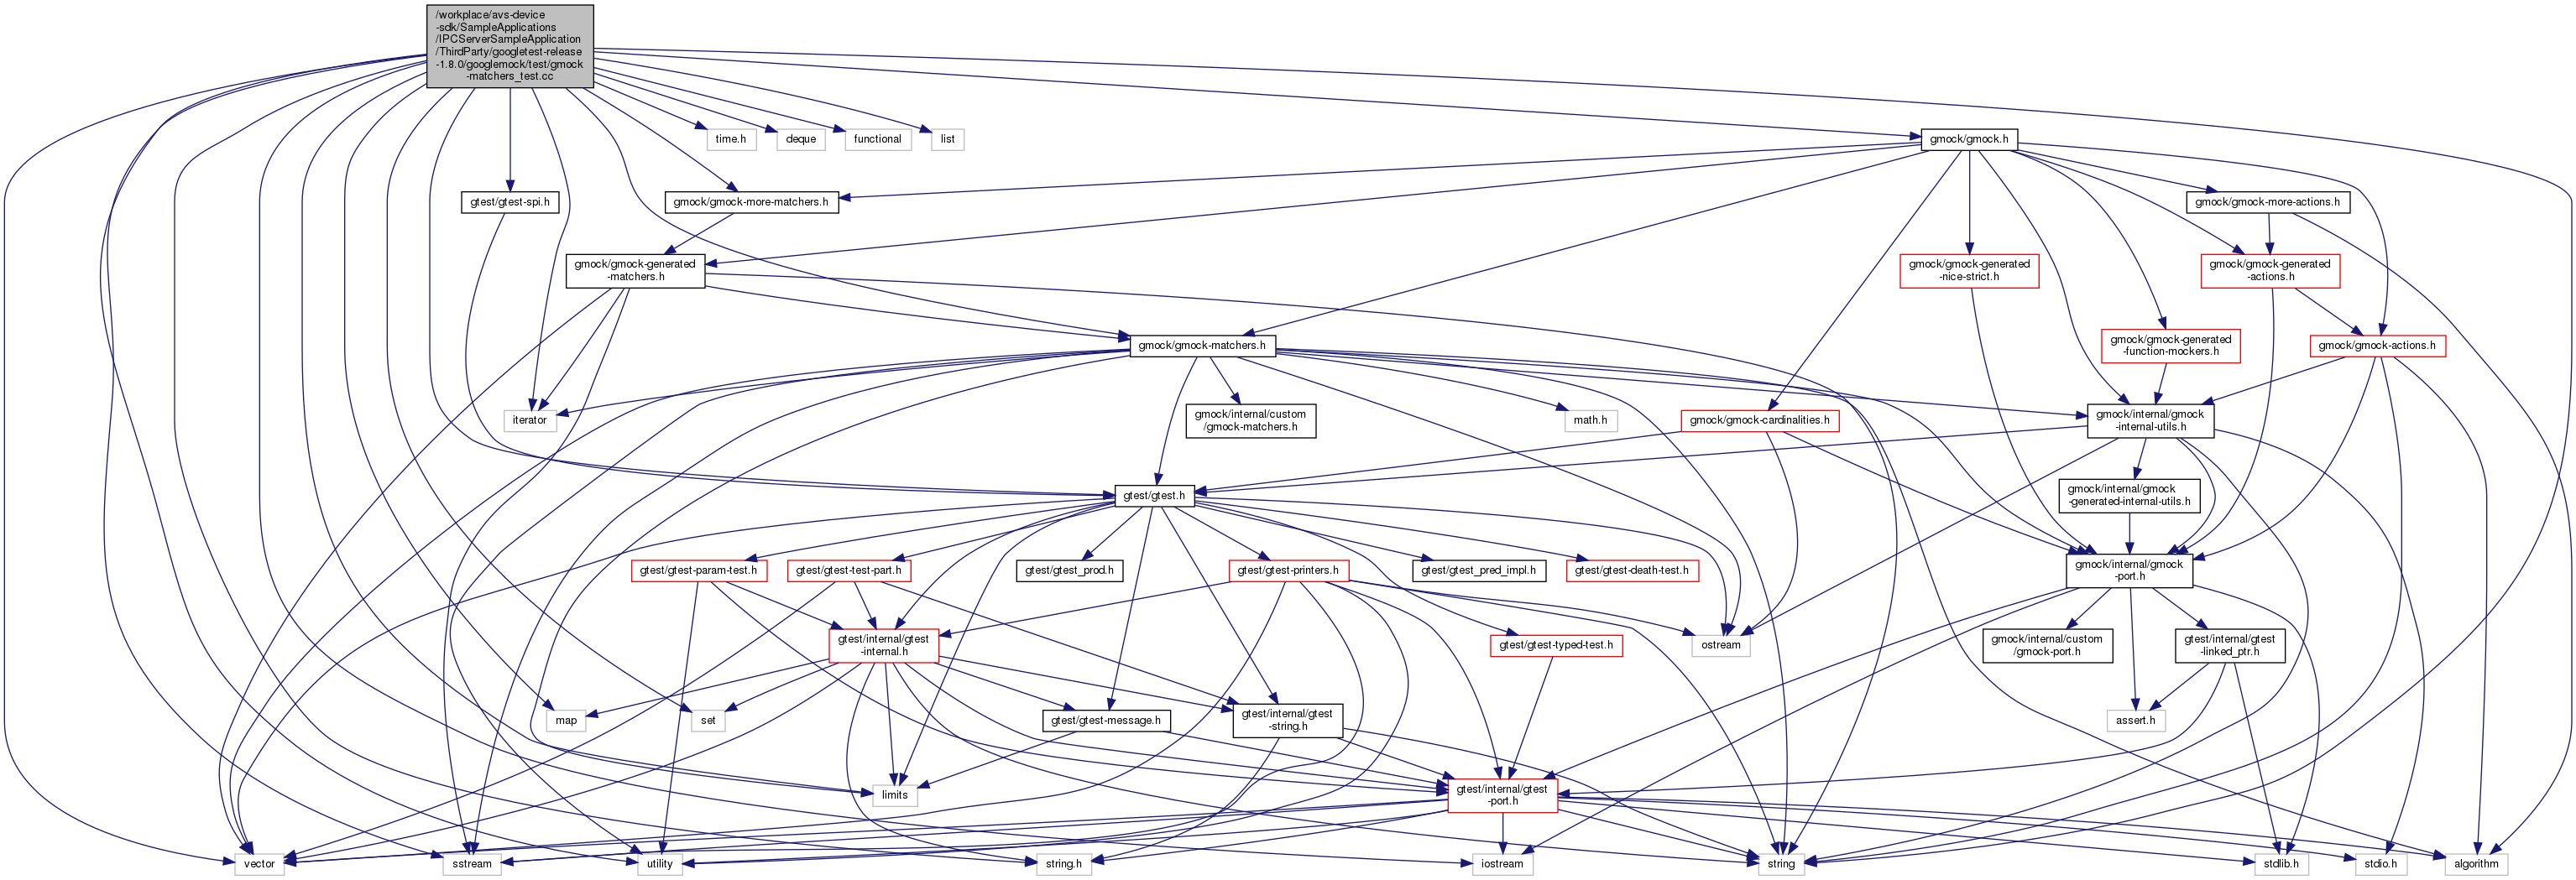 /workplace/avs-device
-sdk/SampleApplications
/IPCServerSampleApplication
/ThirdParty/googletest-release
-1.8.0/googlemock/test/gmock
-matchers_test.cc
time.h
deque
functional
list
gmock/gmock.h
gtest/gtest-spi.h
gmock/gmock-more-matchers.h
gmock/gmock-more-actions.h
gmock/gmock-generated
-matchers.h
gmock/gmock-generated
-nice-strict.h
gmock/gmock-generated
-actions.h
gmock/gmock-matchers.h
gmock/gmock-generated
-function-mockers.h
gmock/gmock-actions.h
iterator
gmock/internal/custom
/gmock-matchers.h
math.h
gmock/gmock-cardinalities.h
gmock/internal/gmock
-internal-utils.h
gtest/gtest.h
gmock/internal/gmock
-generated-internal-utils.h
gtest/gtest-param-test.h
gtest/gtest-test-part.h
gtest/gtest_prod.h
gtest/gtest-printers.h
gtest/gtest_pred_impl.h
gtest/gtest-death-test.h
gmock/internal/gmock
-port.h
gtest/internal/gtest
-internal.h
gtest/gtest-typed-test.h
ostream
gmock/internal/custom
/gmock-port.h
gtest/internal/gtest
-linked_ptr.h
map
set
gtest/gtest-message.h
gtest/internal/gtest
-string.h
assert.h
limits
gtest/internal/gtest
-port.h
vector
sstream
utility
string.h
iostream
string
stdlib.h
stdio.h
algorithm